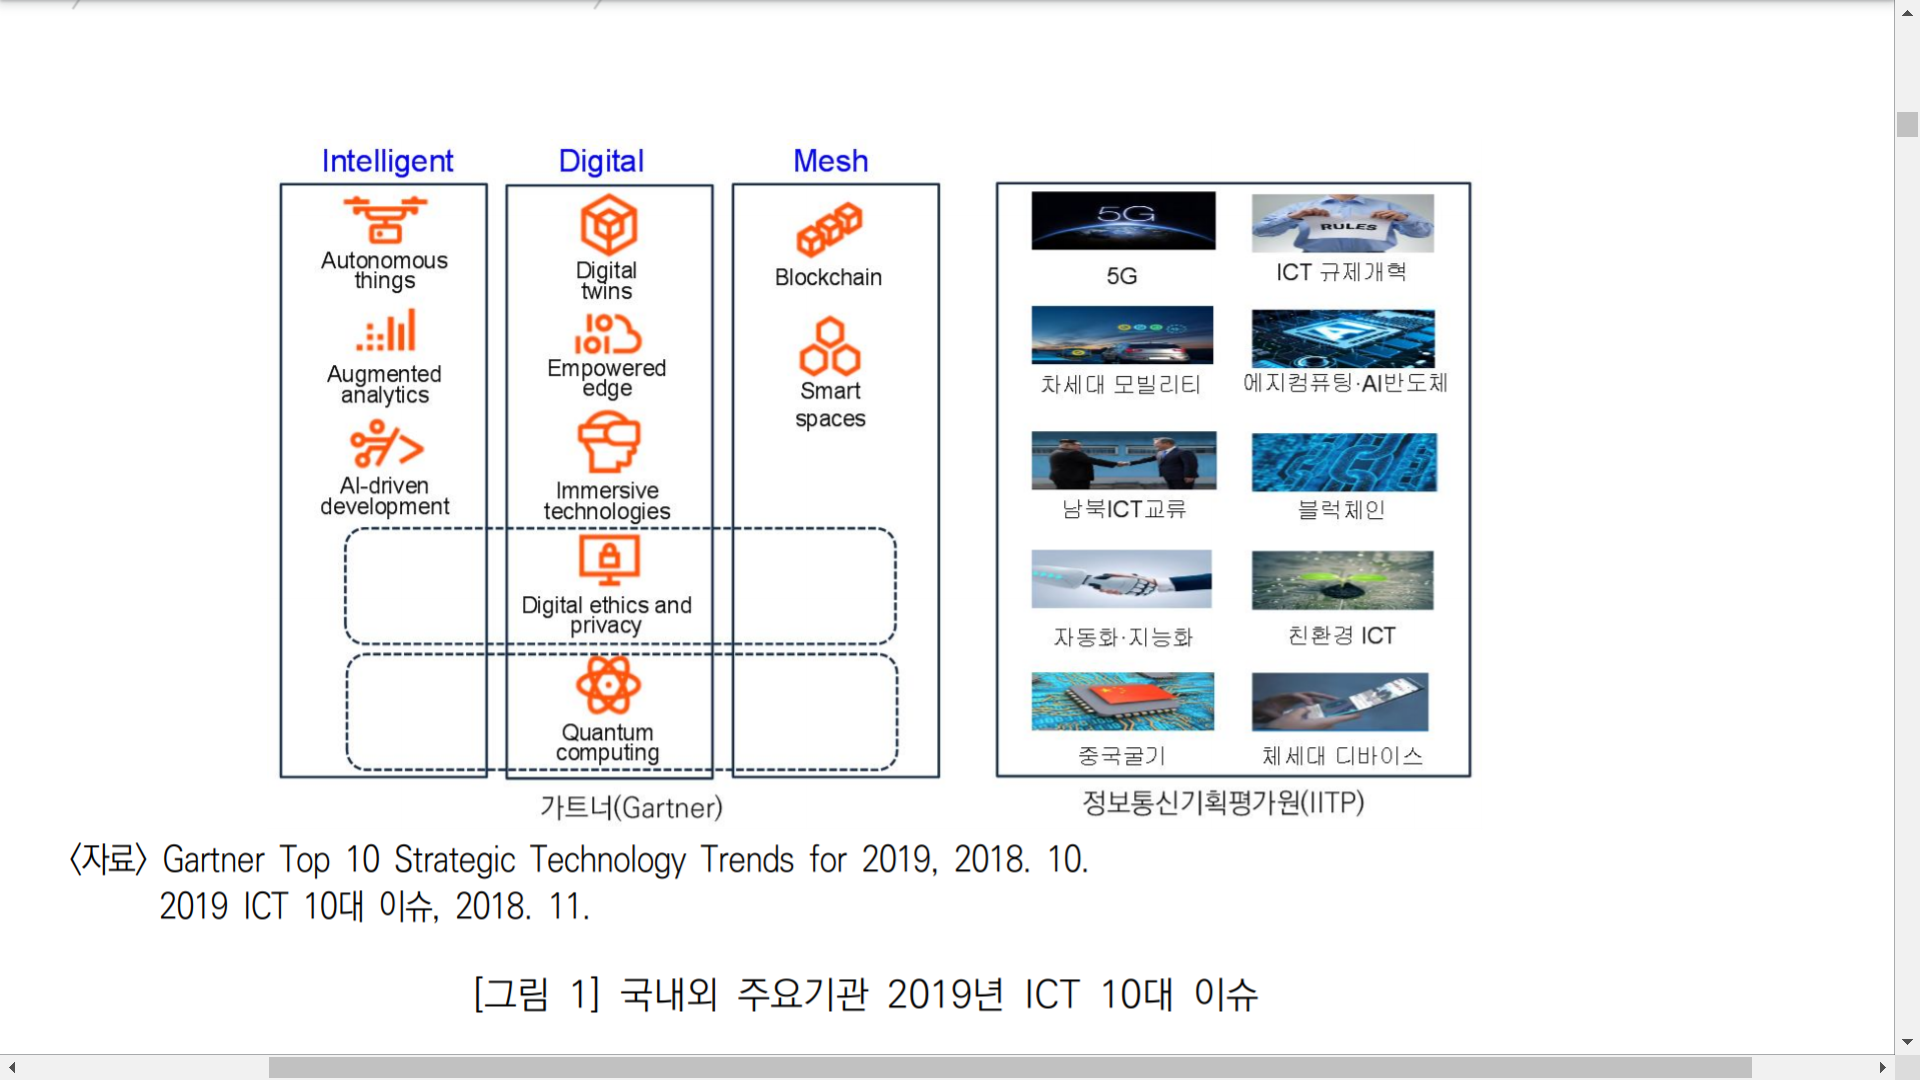 Intelligent
Digital
Mesh
Autonomous
things
Augmented
analytics
AI-driven
development
Digital
twins
Empowered
edge
Immersive
technologies
Digital ethics and
privacy
Quantum
computing
Blockchain
Smart
spaces
가트너(Gartner)
5G
RULES
5G
ICT 규제개혁
AI
차세대 모빌리티
에지컴퓨팅·AI반도체
남북ICT교류
블럭체인
자동화·지능화
친환경 ICT
중국굴기
체세대 디바이스
정보통신기획평가원(IITP)
〈자료〉 Gartner Top 10 Strategic Technology Trends for 2019, 2018. 10.
2019 ICT 10대 이슈, 2018. 11.
[그림 1] 국내외 주요기관 2019년 ICT 10대 이슈